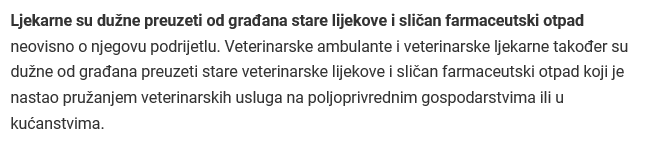 Ljekarne su dužne preuzeti od građana stare lijekove i sličan farmaceutski otpad
neovisno o njegovu podrijetlu. Veterinarske ambulante i veterinarske ljekarne također su
dužne od građana preuzeti stare veterinarske lijekove i sličan farmaceutski otpad koji je
nastao pružanjem veterinarskih usluga na poljoprivrednim gospodarstvima ili u
kućanstvima.